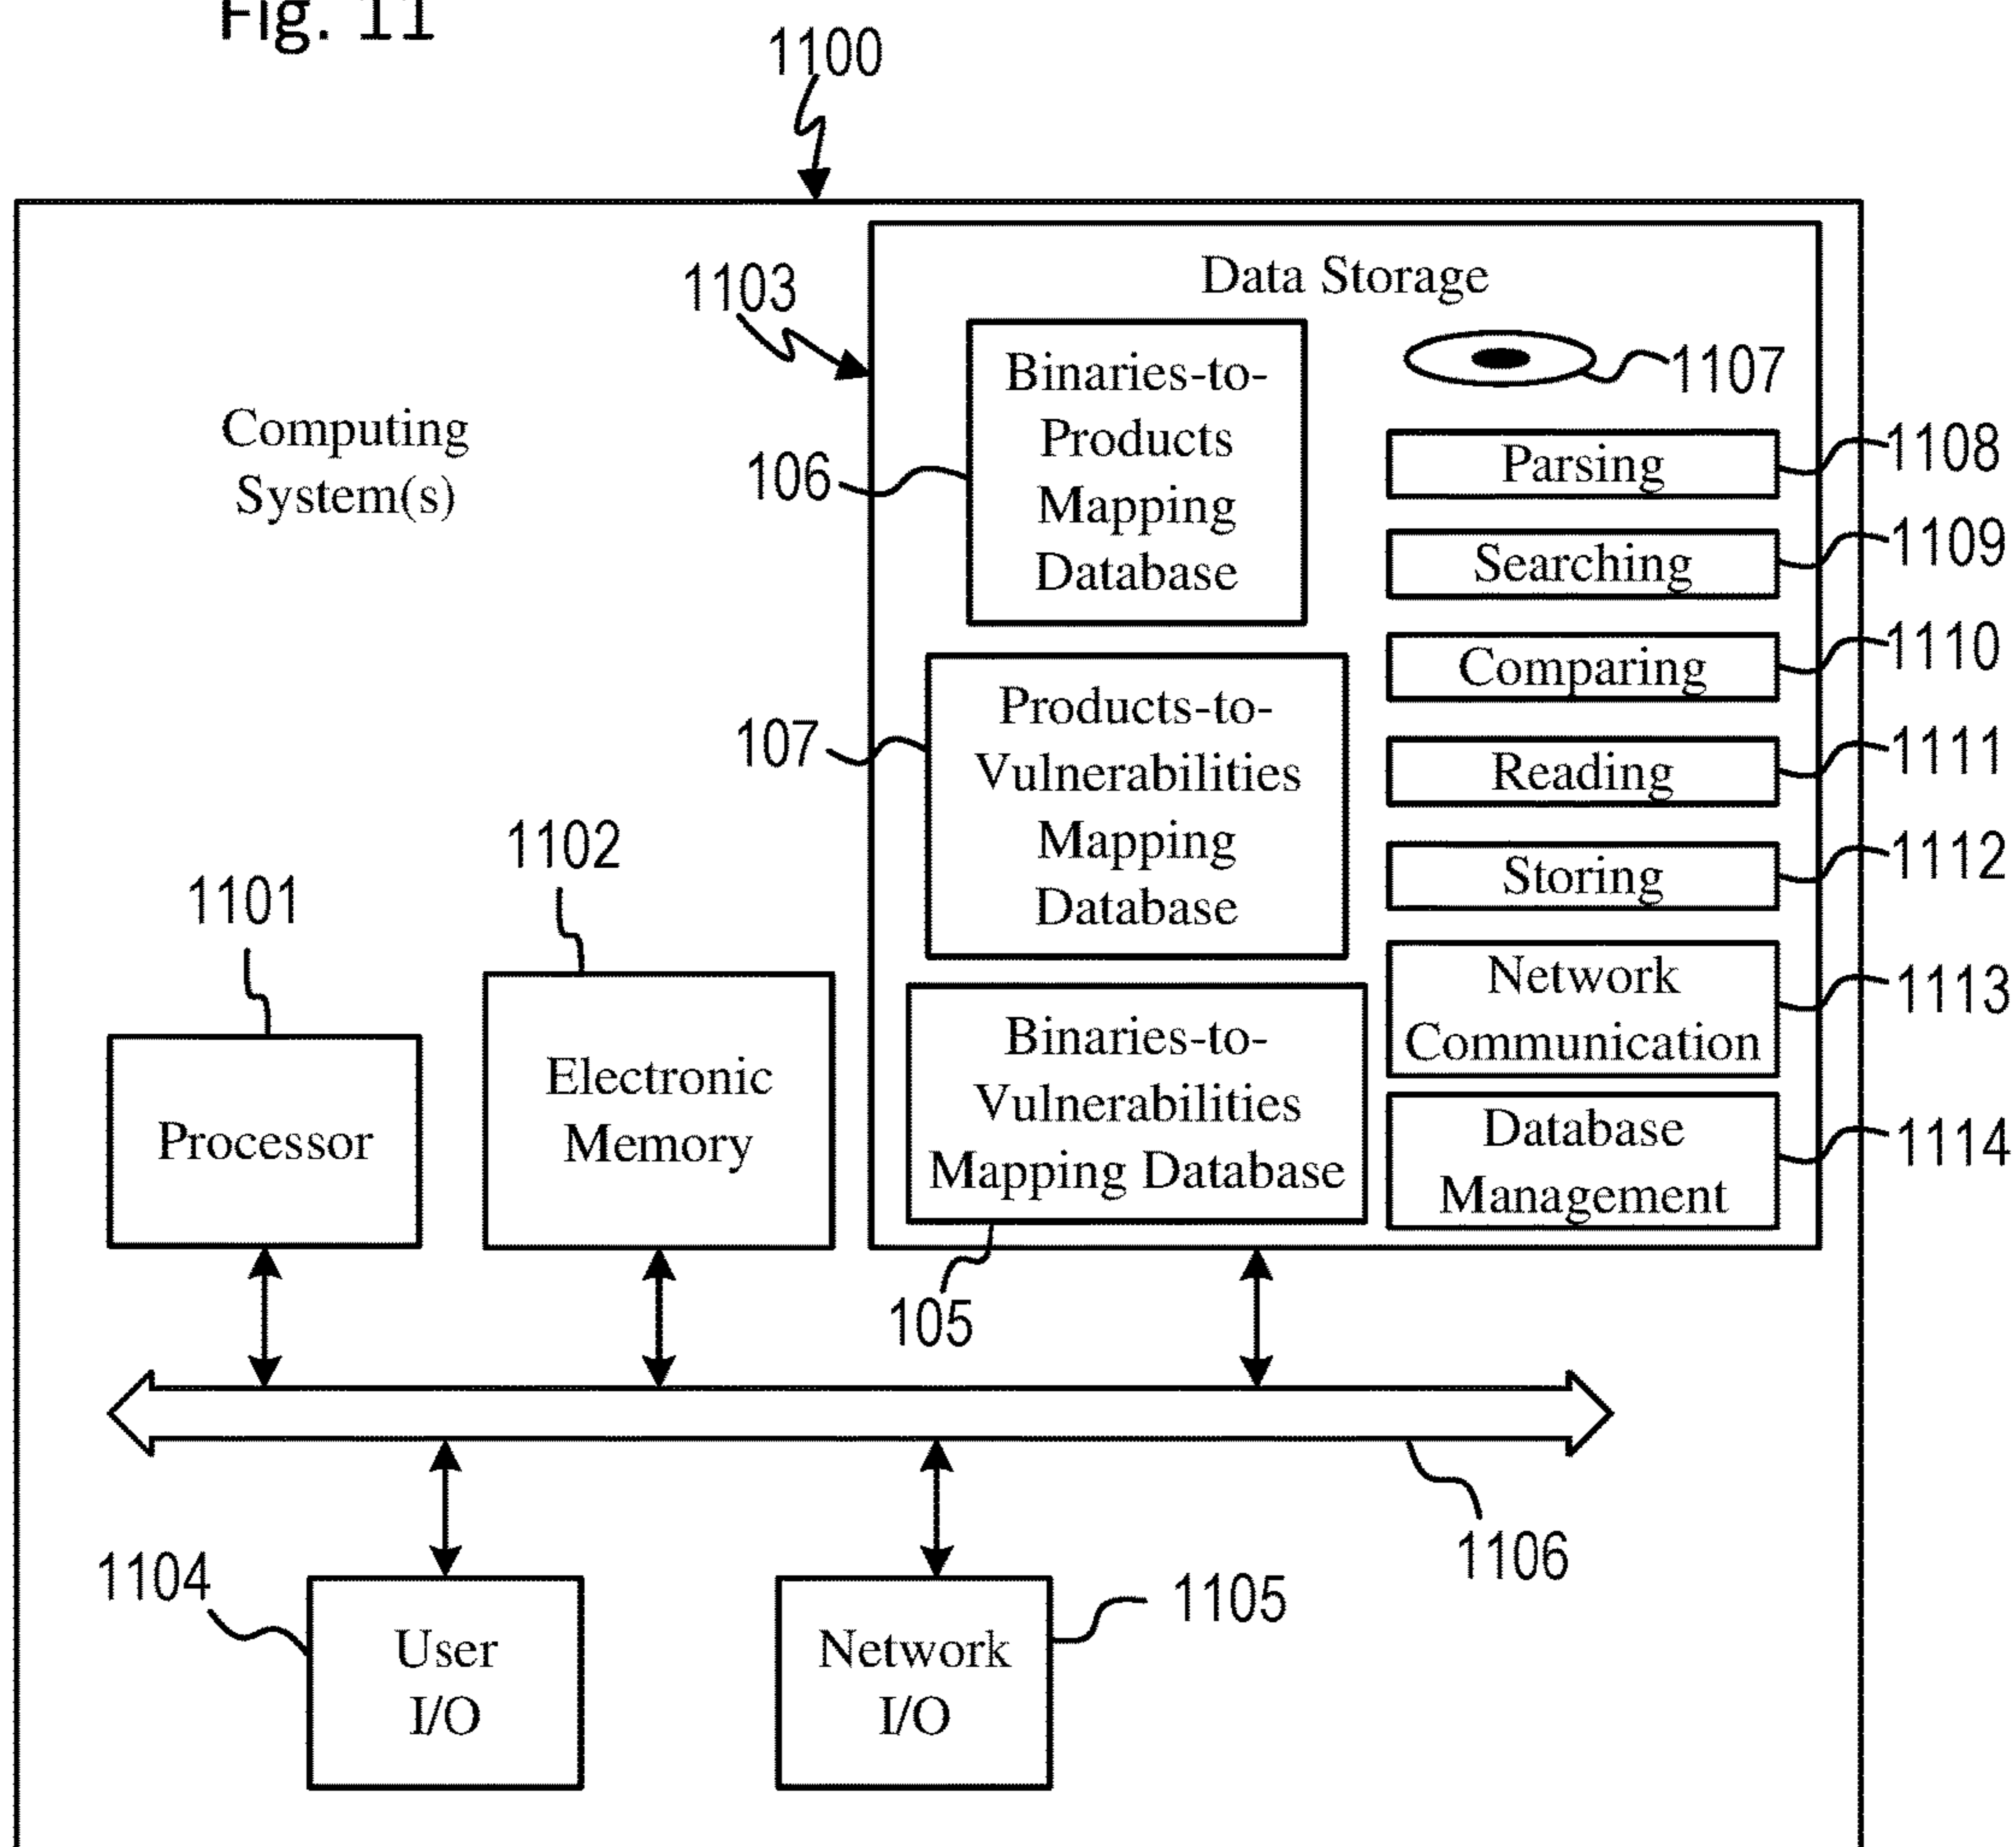 Fig. 11
1100
1103
Data Storage
Binaries-to-
Products
Mapping
Database
106
1107
Computing
System(s)
Parsing
1108
Searching
1109
Comparing
1110
Products-to-
Vulnerabilities
Mapping
Database
107
Reading
1111
Storing
1112
1101
1102
Network
Communication
1113
Processor
Electronic
Memory
Binaries-to-
Vulnerabilities
Mapping Database
105
Database
Management
1114
1106
1104
User
I/O
Network
I/O
1105